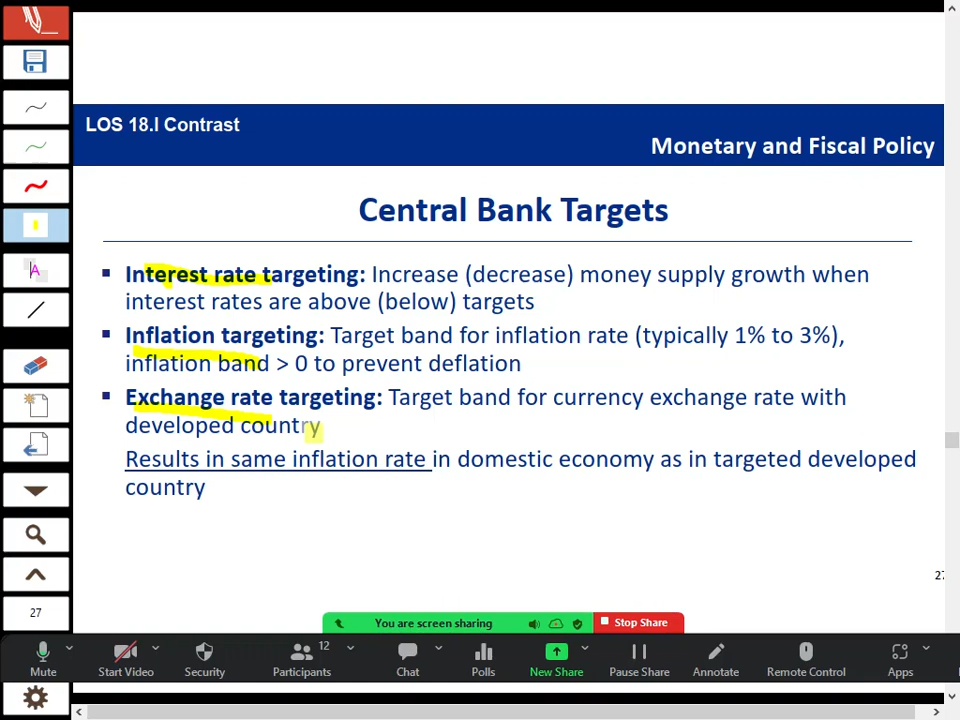 LOS 18.I Contrast
Monetary and Fiscal Policy
Central Bank Targets
▪ Interest rate targeting: Increase (decrease) money supply growth when
interest rates are above (below) targets
▪ Inflation targeting: Target band for inflation rate (typically 1% to 3%),
inflation band > 0 to prevent deflation
▪ Exchange rate targeting: Target band for currency exchange rate with
developed country
Results in same inflation rate in domestic economy as in targeted developed
country
27
A
27
You are screen sharing
Stop Share
12
Mute
Start Video
Security
Participants
Chat
Polls
New Share
Pause Share
Annotate
Remote Control
Apps